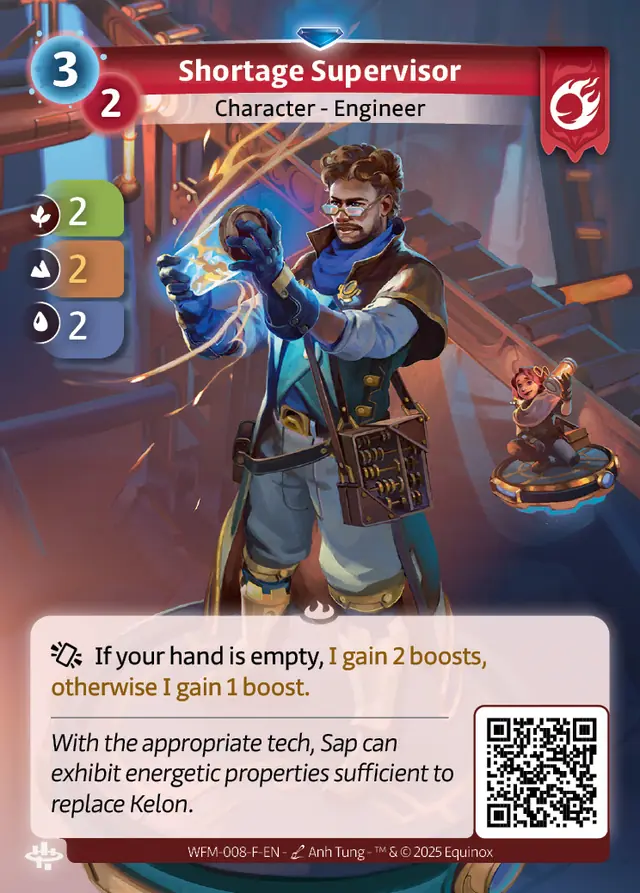 3
Shortage Supervisor
2
Character - Engineer
2
2
2
If your hand is empty, I gain 2 boosts,
otherwise I gain 1 boost.
With the appropriate tech, Sap can
exhibit energetic properties sufficient to
replace Kelon.
WFM-008-F-EN - Anh Tung - ™ & © 2025 Equinox